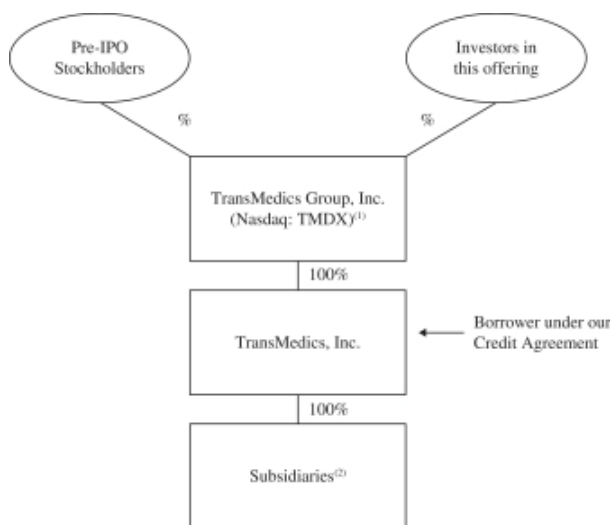 Pre-IPO
Stockholders
Investors in
this offering
%
%
TransMedics Group, Inc.
(Nasdaq: TMDX)(1)
100%
TransMedics, Inc.
Borrower under our
Credit Agreement
100%
Subsidiaries(2)